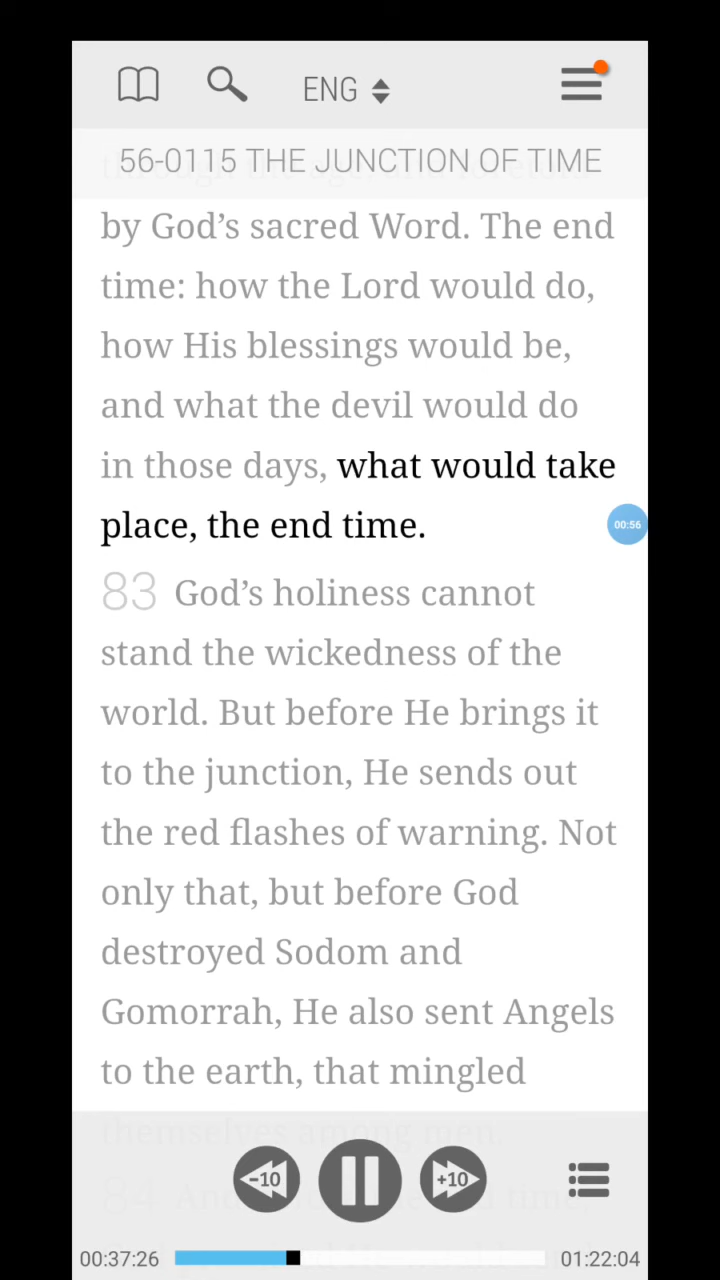 ENG
56-0115 THE JUNCTION OF TIME
by God’s sacred Word. The end
time: how the Lord would do,
how His blessings would be,
and what the devil would do
in those days, what would take
place, the end time.
00:56
83 God’s holiness cannot
stand the wickedness of the
world. But before He brings it
to the junction, He sends out
the red flashes of warning. Not
only that, but before God
destroyed Sodom and
Gomorrah, He also sent Angels
to the earth, that mingled
themselves among men.
84
-10
+10
00:37:26
01:22:04